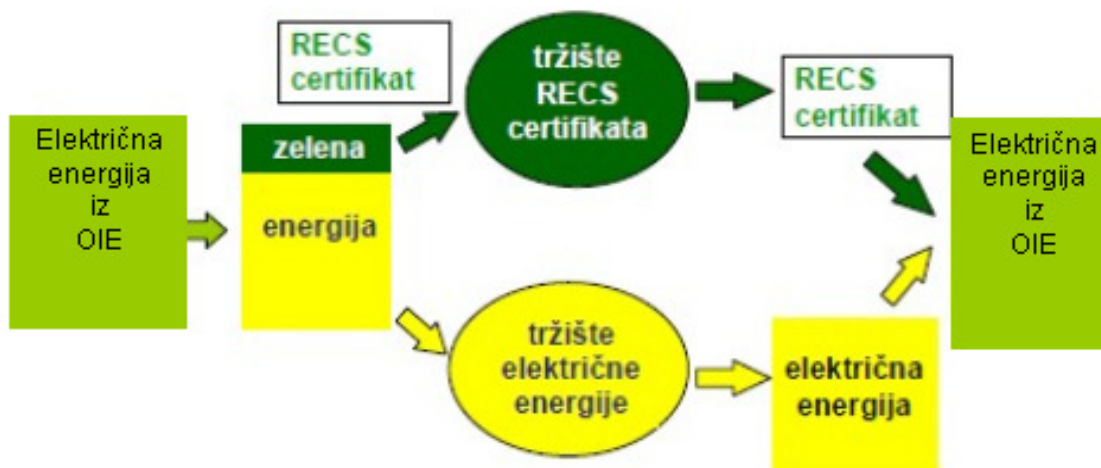 Električna
energija
iz
OIE
zelena
energija
RECS
certifikat
tržište
RECS
certifikata
RECS
certifikat
tržište
električne
energije
električna
energija
Električna
energija
iz
OIE